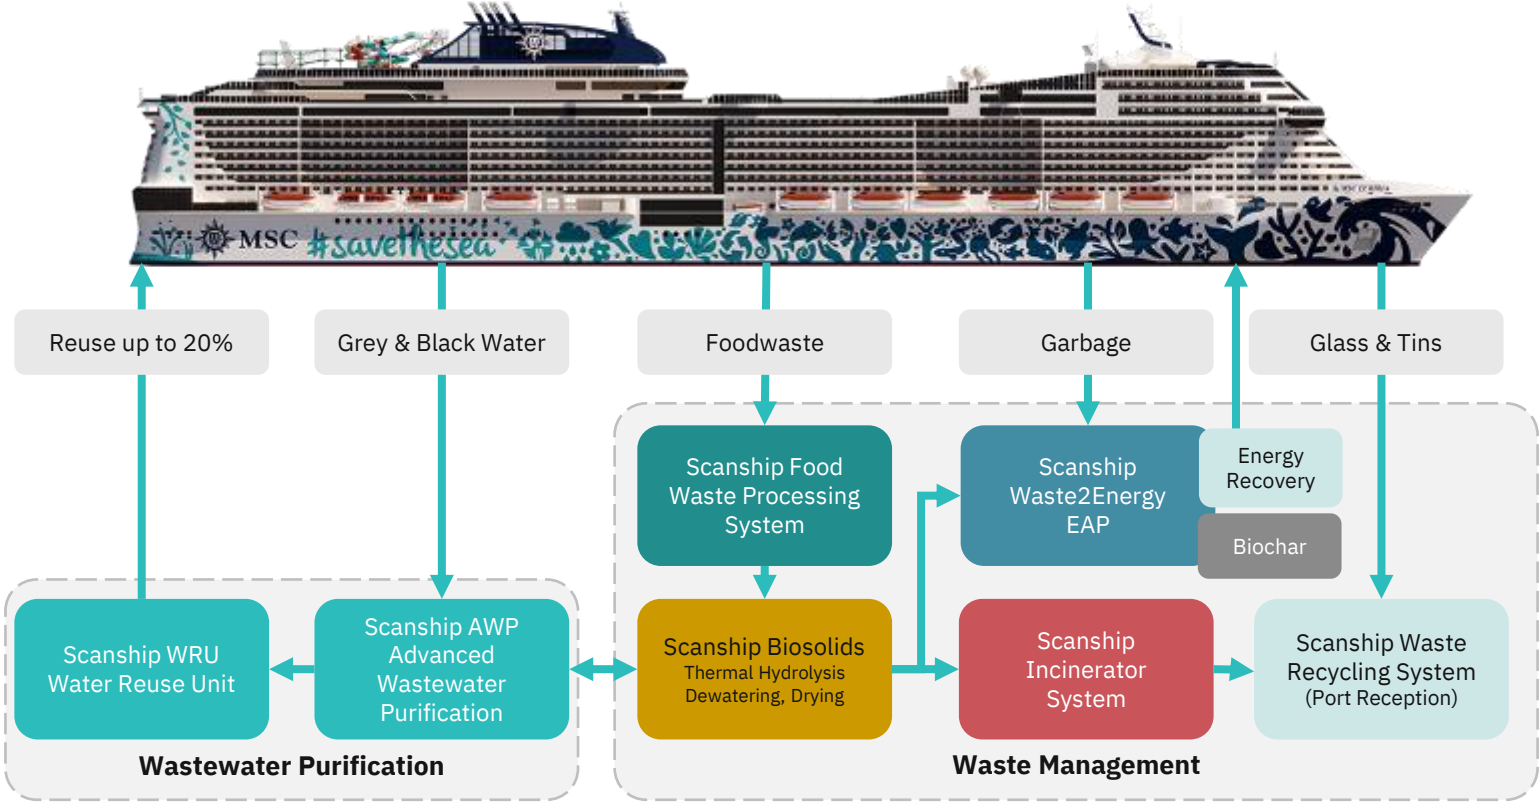 MSC #savethesea
Reuse up to 20%
Grey & Black Water
Foodwaste
Garbage
Glass & Tins
Scanship Food
Waste Processing
System
Scanship
Waste2Energy
EAP
Energy
Recovery
Biochar
Scanship WRU
Water Reuse Unit
Scanship AWP
Advanced
Wastewater
Purification
Scanship Biosolids
Thermal Hydrolysis
Dewatering, Drying
Scanship
Incinerator
System
Scanship Waste
Recycling System
(Port Reception)
Wastewater Purification
Waste Management